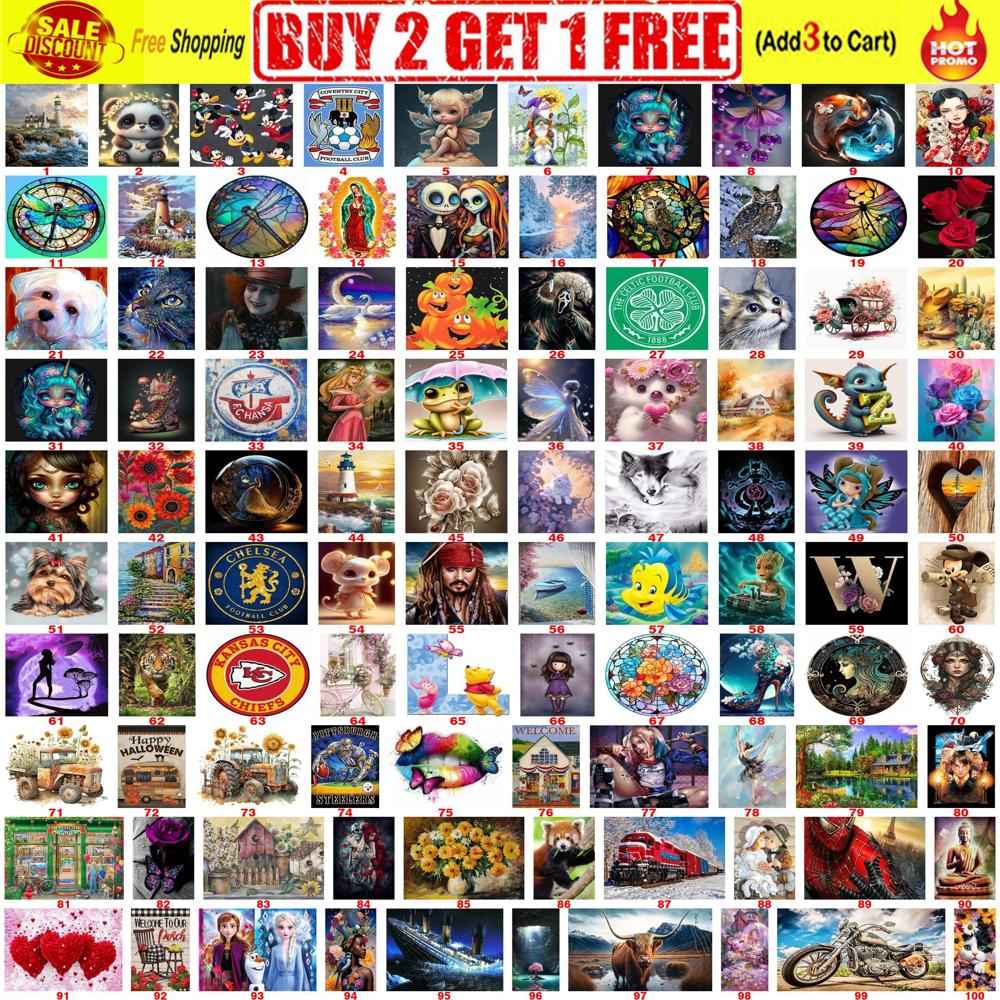 SALE
DISCOUNT
Free Shopping
BUY 2 GET 1 FREE
(Add 3 to Cart)
HOT
PROMO
COVENTRY CITY
FOOTBALL CLUB
1 2 3 4 5 6 7 8 9 10
11 12 13 14 15 16 17 18 19 20
THE CELTIC FOOTBALL CLUB
1888
21 22 23 24 25 26 27 28 29 30
F.C. HANSA
31 32 33 34 35 36 37 38 39 40
41 42 43 44 45 46 47 48 49 50
CHELSEA
FOOTBALL CLUB
W
51 52 53 54 55 56 57 58 59 60
KANSAS CITY
KC
CHIEFS
L
61 62 63 64 65 66 67 68 69 70
Happy
HALLOWEEN
PITTSBURGH
STEELERS
WELCOME
71 72 73 74 75 76 77 78 79 80
81 82 83 84 85 86 87 88 89 90
WELCOME TO OUR
Porch
91 92 93 94 95 96 97 98 99 100